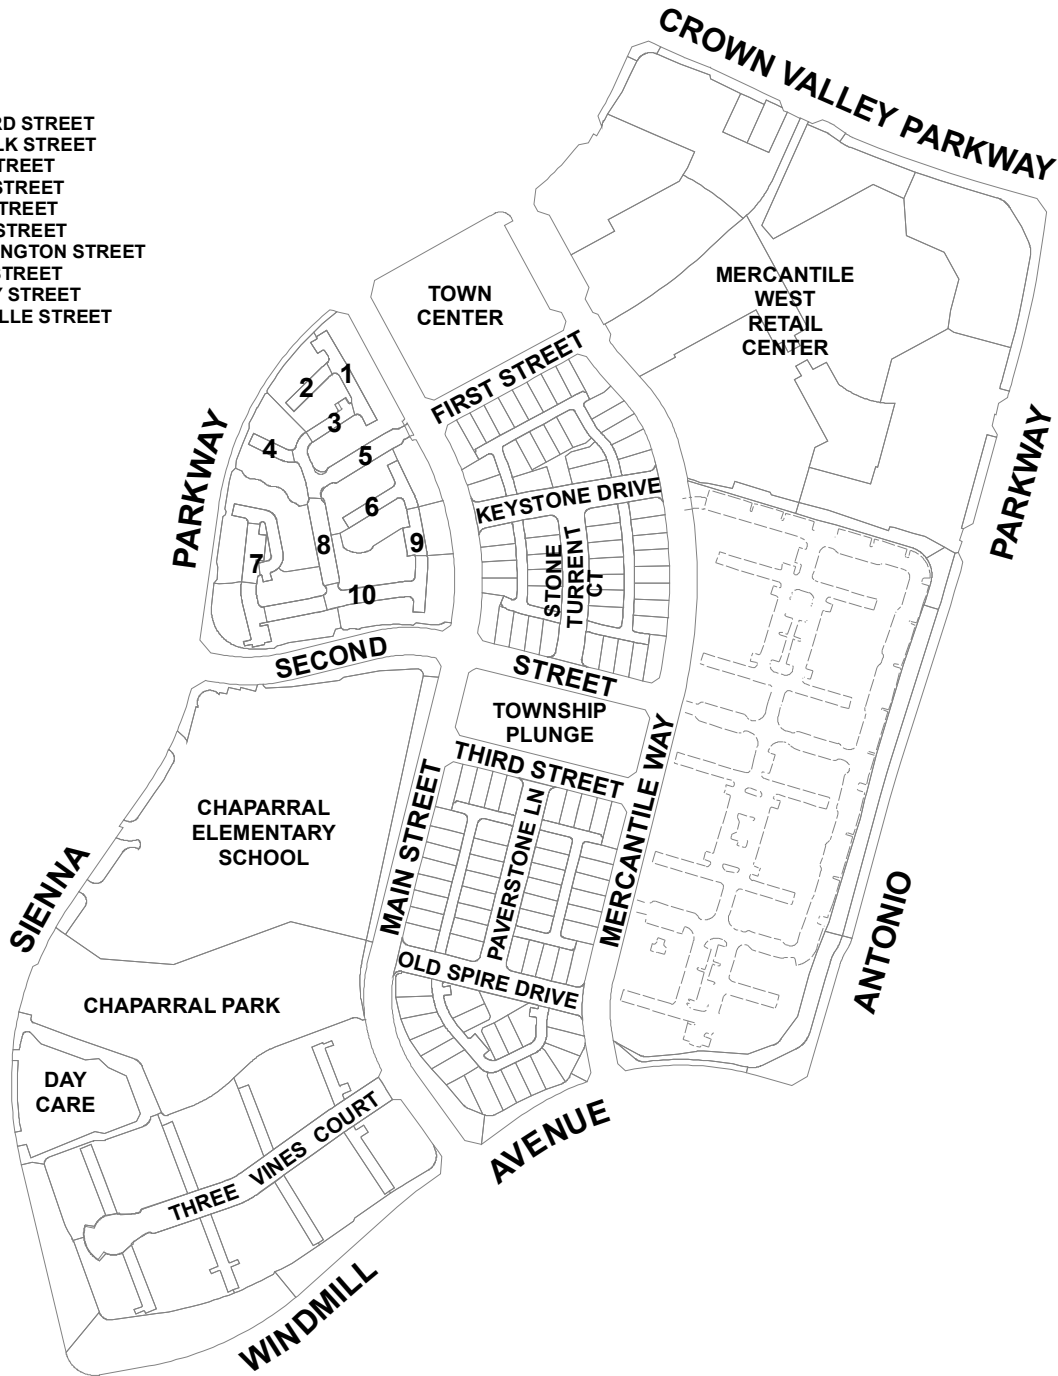 RD STREET
LK STREET
STREET
STREET
STREET
STREET
NGTON STREET
STREET
Y STREET
LLE STREET
CROWN VALLEY PARKWAY
TOWN
CENTER
MERCANTILE
WEST
RETAIL
CENTER
FIRST STREET
1
2
3
4
5
6
7
8
9
10
PARKWAY
PARKWAY
KEYSTONE DRIVE
STONE
TURRENT
CT
SECOND
STREET
TOWNSHIP
PLUNGE
THIRD STREET
MAIN STREET
PAVERSTONE LN
MERCANTILE WAY
CHAPARRAL
ELEMENTARY
SCHOOL
SIENNA
ANTONIO
OLD SPIRE DRIVE
CHAPARRAL PARK
DAY
CARE
THREE VINES COURT
AVENUE
WINDMILL